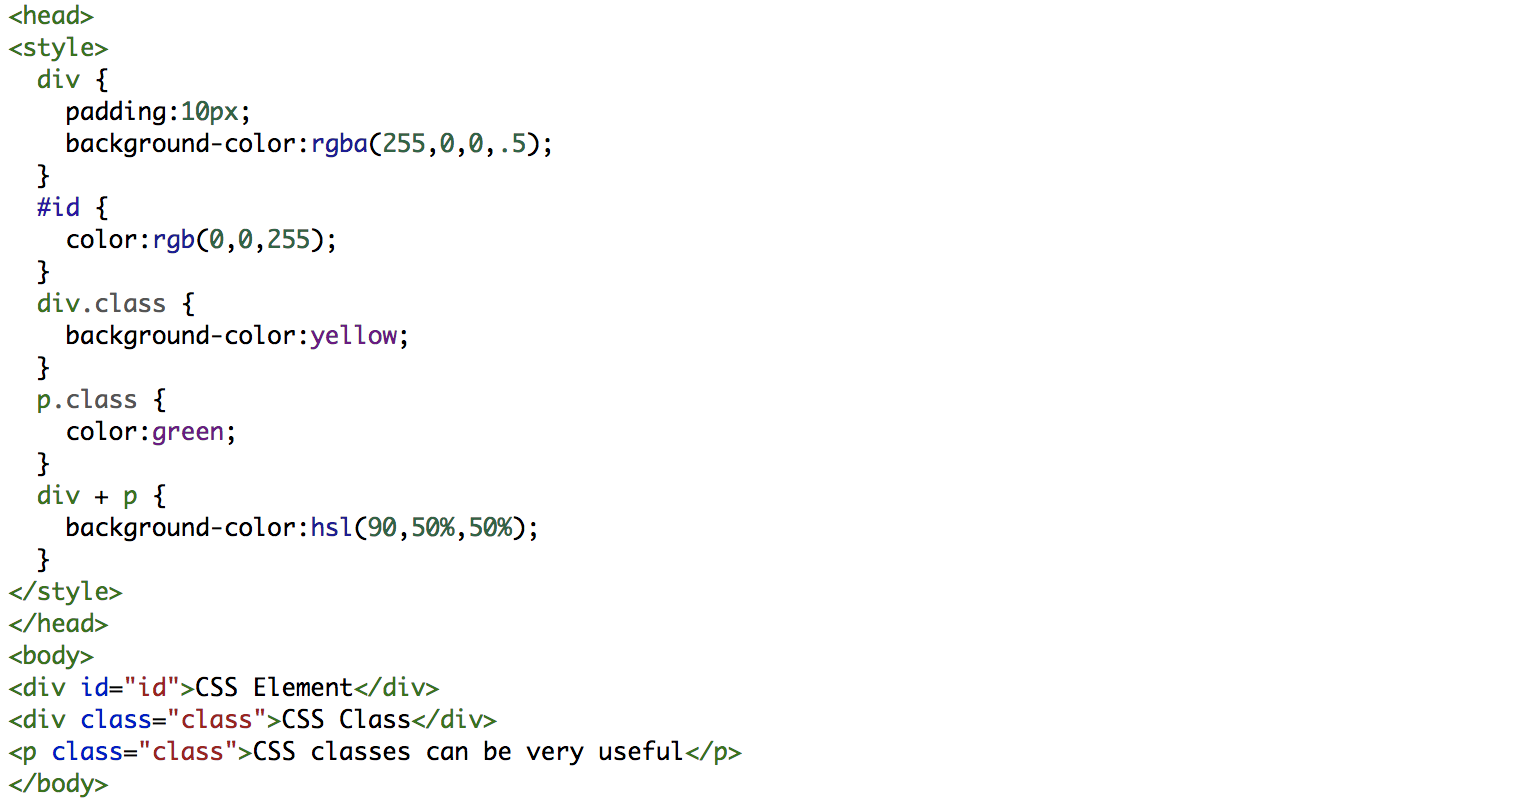 <head>
<style>
  div {
    padding:10px;
    background-color:rgba(255,0,0,.5);
  }
  #id {
    color:rgb(0,0,255);
  }
  div.class {
    background-color:yellow;
  }
  p.class {
    color:green;
  }
  div + p {
    background-color:hsl(90,50%,50%);
  }
</style>
</head>
<body>
<div id="id">CSS Element</div>
<div class="class">CSS Class</div>
<p class="class">CSS classes can be very useful</p>
</body>